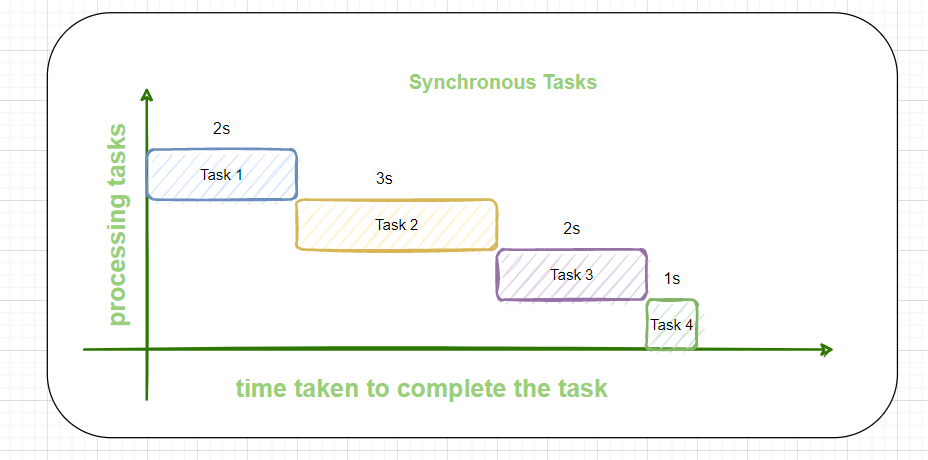 Synchronous Tasks
processing tasks
2s
Task 1
3s
Task 2
2s
Task 3
1s
Task 4
time taken to complete the task